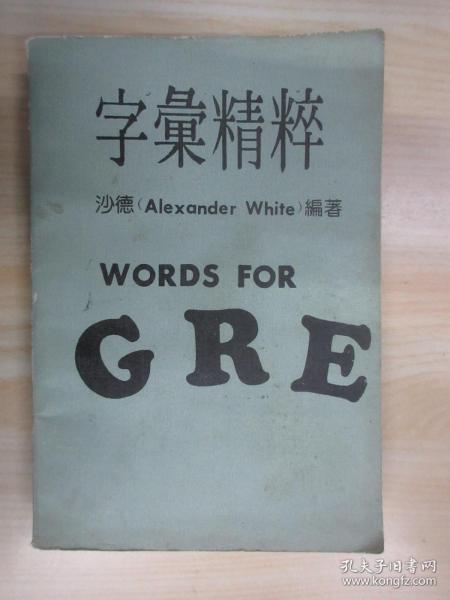 字彙精粹
沙德(Alexander White)編著
WORDS FOR
GRE
孔夫子旧书网
www.kongfz.com